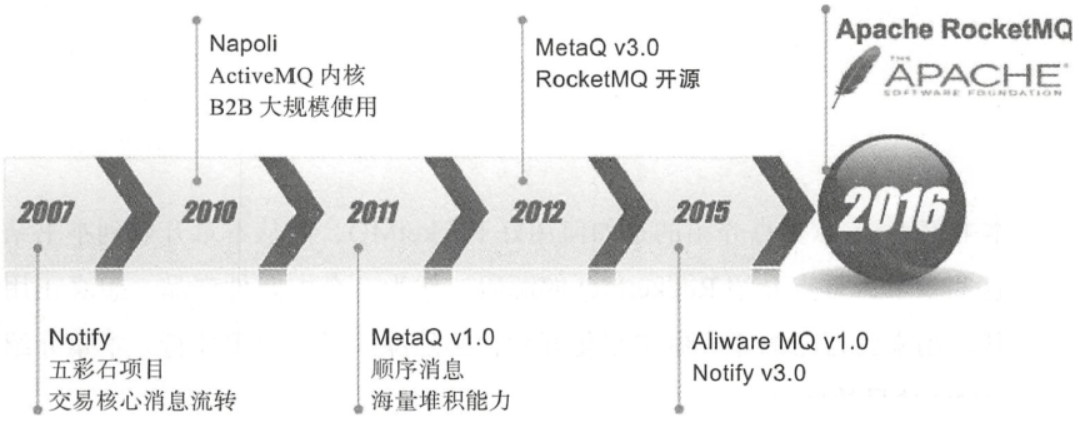 Napoli
ActiveMQ 内核
B2B 大规模使用
MetaQ v3.0
RocketMQ 开源
Apache RocketMQ
THE
APACHE
SOFTWARE FOUNDATION
2007
2010
2011
2012
2015
2016
Notify
五彩石项目
交易核心消息流转
MetaQ v1.0
顺序消息
海量堆积能力
Aliware MQ v1.0
Notify v3.0